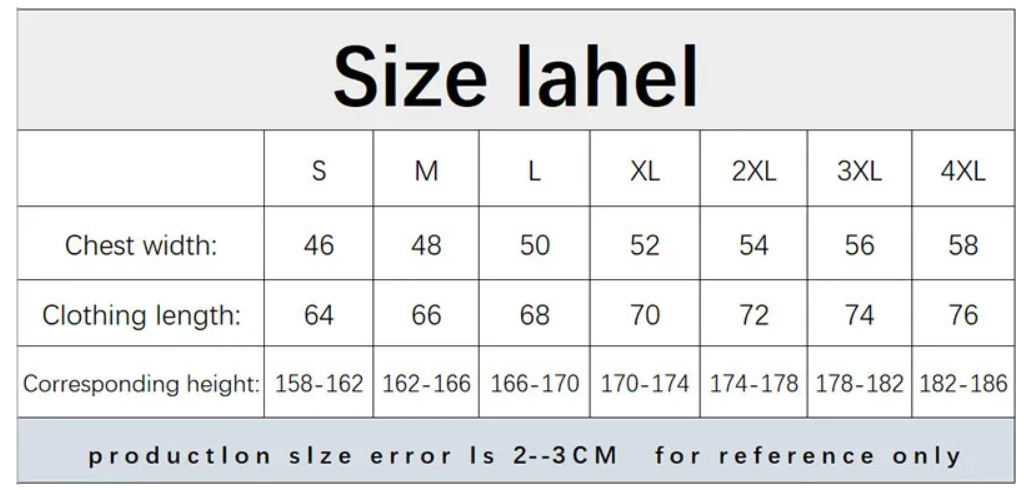 Size lahel
S M L XL 2XL 3XL 4XL
Chest width: 46 48 50 52 54 56 58
Clothing length: 64 66 68 70 72 74 76
Corresponding height: 158-162 162-166 166-170 170-174 174-178 178-182 182-186
productlon slze error ls 2--3CM for reference only